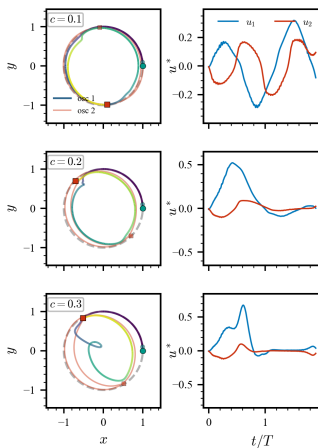 c = 0.1
y
1
0
−1
osc 1
osc 2
u*
0.2
0.0
−0.2
u₁
u₂
c = 0.2
y
1
0
−1
u*
0.5
0.0
−0.5
c = 0.3
y
1
0
−1
−1 0 1
x
u*
0.5
0.0
−0.5
0 1
t/T